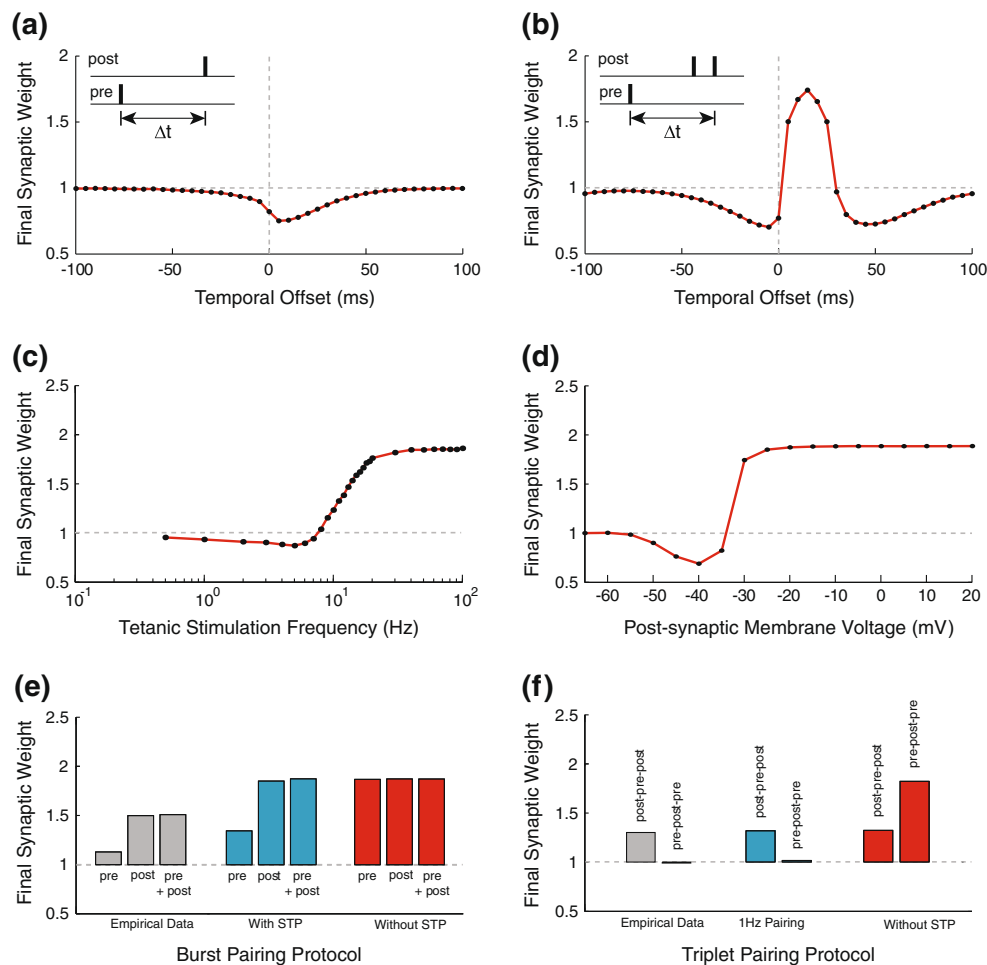 (a)
Final Synaptic Weight
2
1.5
1
0.5
post
pre
Δt
-100
-50
0
50
100
Temporal Offset (ms)
(b)
Final Synaptic Weight
2
1.5
1
0.5
post
pre
Δt
-100
-50
0
50
100
Temporal Offset (ms)
(c)
Final Synaptic Weight
2.5
2
1.5
1
0.5
10-1
100
101
102
Tetanic Stimulation Frequency (Hz)
(d)
Final Synaptic Weight
2.5
2
1.5
1
0.5
-60
-50
-40
-30
-20
-10
0
10
20
Post-synaptic Membrane Voltage (mV)
(e)
Final Synaptic Weight
2.5
2
1.5
1
0.5
pre
post
pre
+ post
pre
post
pre
+ post
pre
post
pre
+ post
Empirical Data
With STP
Without STP
Burst Pairing Protocol
(f)
Final Synaptic Weight
2.5
2
1.5
1
0.5
post-pre-post
pre-post-pre
post-pre-post
pre-post-pre
post-pre-post
pre-post-pre
Empirical Data
1Hz Pairing
Without STP
Triplet Pairing Protocol